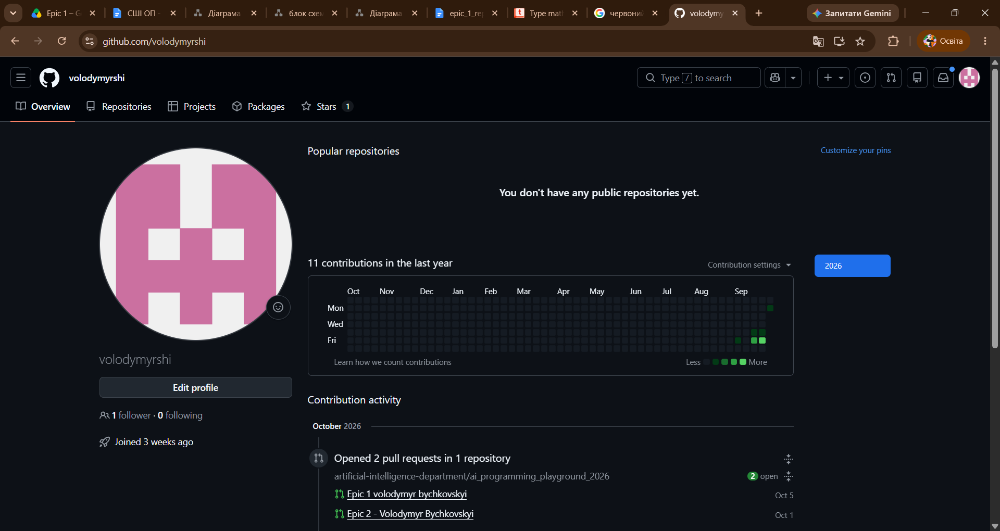 Epic 1 – G
СШІ ОП -
Діаграма
блок схем
Діаграма
epic_1_re
Type mat
червоний
volodymy
Запитати Gemini
github.com/volodymyrshi
Освіта
volodymyrshi
Type / to search
Overview
Repositories
Projects
Packages
Stars 1
Popular repositories
Customize your pins
You don't have any public repositories yet.
11 contributions in the last year
Contribution settings
2026
Oct Nov Dec Jan Feb Mar Apr May Jun Jul Aug Sep
Mon
Wed
Fri
Learn how we count contributions
Less More
volodymyrshi
Edit profile
1 follower · 0 following
Joined 3 weeks ago
Contribution activity
October 2026
Opened 2 pull requests in 1 repository
artificial-intelligence-department/ai_programming_playground_2026
2 open
Epic 1 volodymyr bychkovskyi
Oct 5
Epic 2 - Volodymyr Bychkovskyi
Oct 1